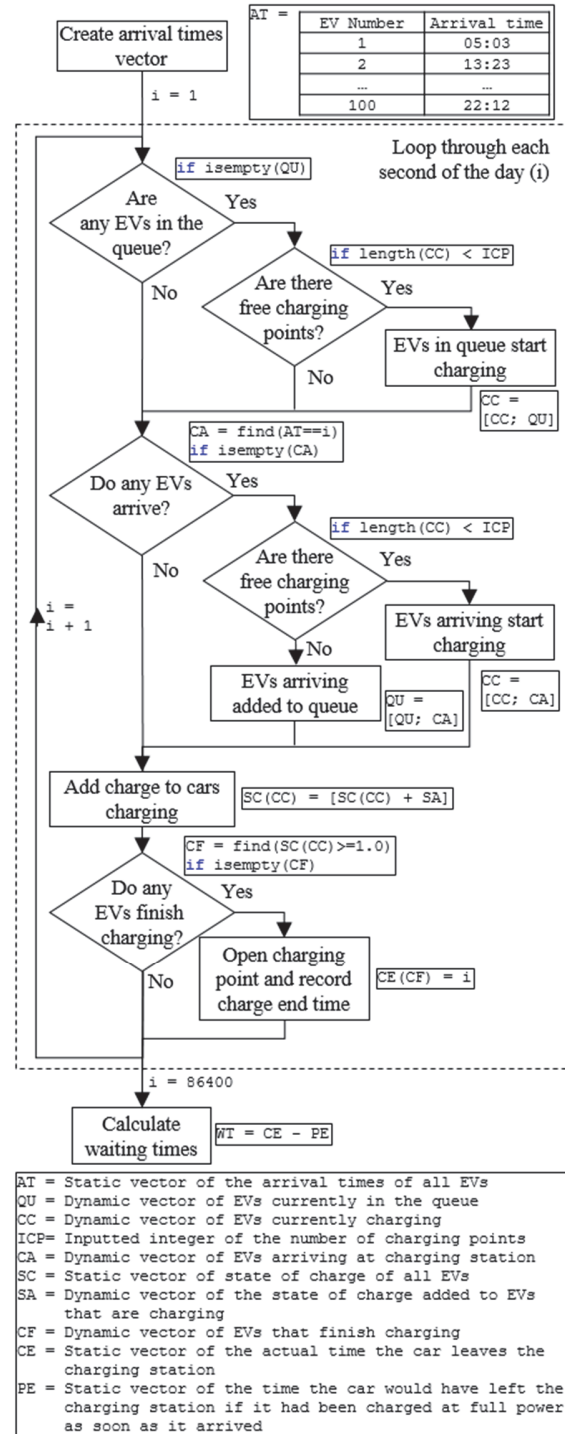 Create arrival times
vector
AT =
EV Number Arrival time
1 05:03
2 13:23
… …
100 22:12
i = 1
Loop through each
second of the day (i)
if isempty(QU)
Are
any EVs in the
queue?
Yes
No
if length(CC) < ICP
Are there
free charging
points?
Yes
No
EVs in queue start
charging
CC =
[CC; QU]
CA = find(AT==i)
if isempty(CA)
Do any EVs
arrive?
Yes
No
if length(CC) < ICP
Are there
free charging
points?
Yes
No
EVs arriving start
charging
CC =
[CC; CA]
EVs arriving
added to queue
QU =
[QU; CA]
i =
i + 1
Add charge to cars
charging
SC(CC) = [SC(CC) + SA]
CF = find(SC(CC)>=1.0)
if isempty(CF)
Do any
EVs finish
charging?
Yes
No
Open charging
point and record
charge end time
CE(CF) = i
i = 86400
Calculate
waiting times
WT = CE - PE
AT = Static vector of the arrival times of all EVs
QU = Dynamic vector of EVs currently in the queue
CC = Dynamic vector of EVs currently charging
ICP= Inputted integer of the number of charging points
CA = Dynamic vector of EVs arriving at charging station
SC = Static vector of state of charge of all EVs
SA = Dynamic vector of the state of charge added to EVs
that are charging
CF = Dynamic vector of EVs that finish charging
CE = Static vector of the actual time the car leaves the
charging station
PE = Static vector of the time the car would have left the
charging station if it had been charged at full power
as soon as it arrived